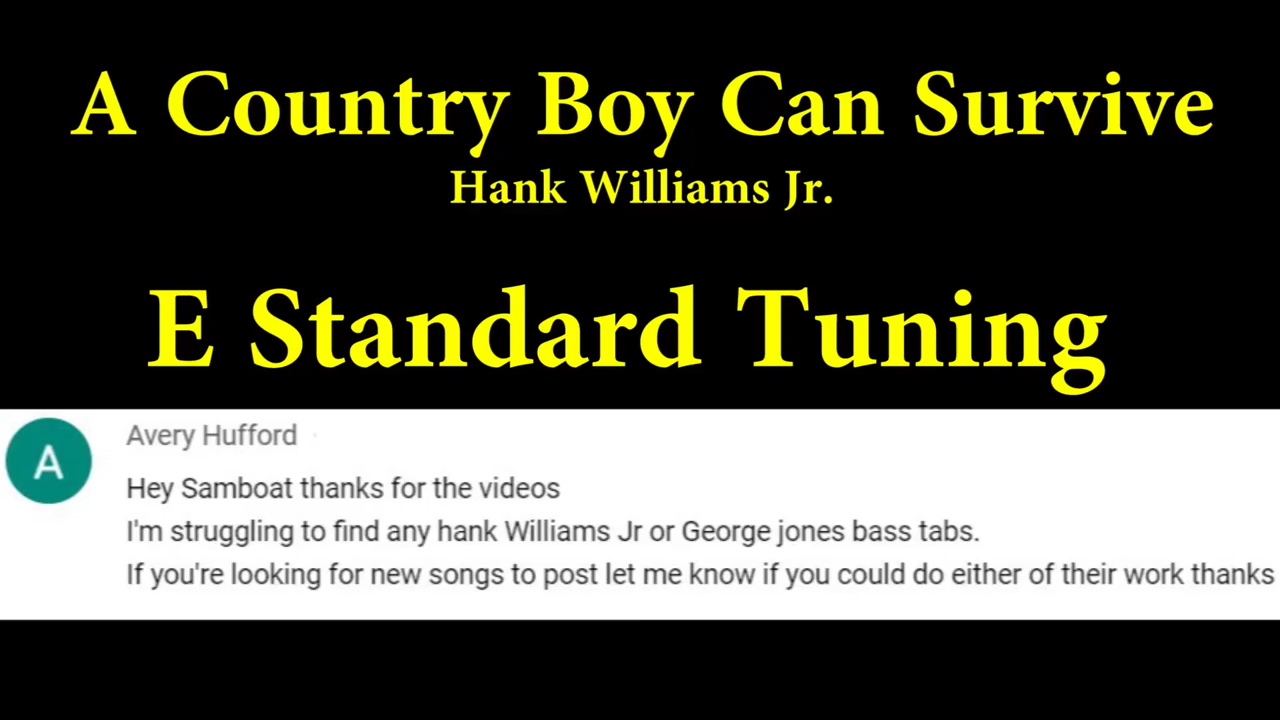 A Country Boy Can Survive
Hank Williams Jr.
E Standard Tuning
A
Avery Hufford
Hey Samboat thanks for the videos
I'm struggling to find any hank Williams Jr or George jones bass tabs.
If you're looking for new songs to post let me know if you could do either of their work thanks